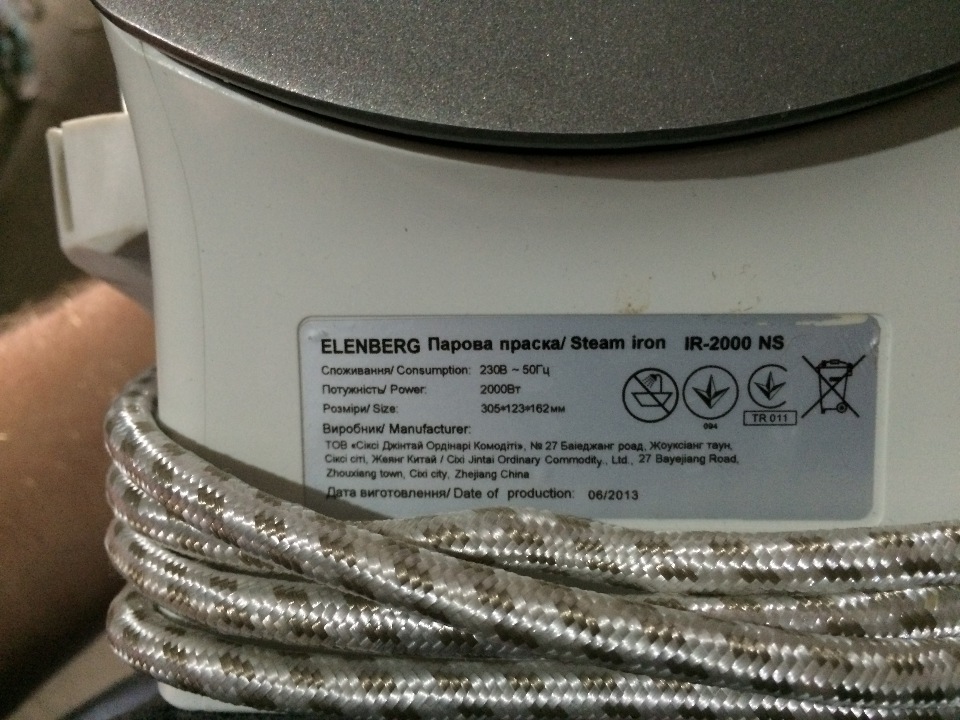 ELENBERG Парова праска/ Steam iron IR-2000 NS
Споживання/ Consumption: 230В ~ 50Гц
Потужність/ Power: 2000Вт
Розміри/ Size: 305*123*162мм
Виробник/ Manufacturer:
ТОВ «Сіксі Джінтай Ордінарі Комодіті», № 27 Баіеджанг роад, Жоуксіанг таун,
Сіксі сіті, Жеянг Китай / Cixi Jintai Ordinary Commodity., Ltd., 27 Bayejiang Road,
Zhouxiang town, Cixi city, Zhejiang China
Дата виготовлення/ Date of production: 06/2013
094
TR 011